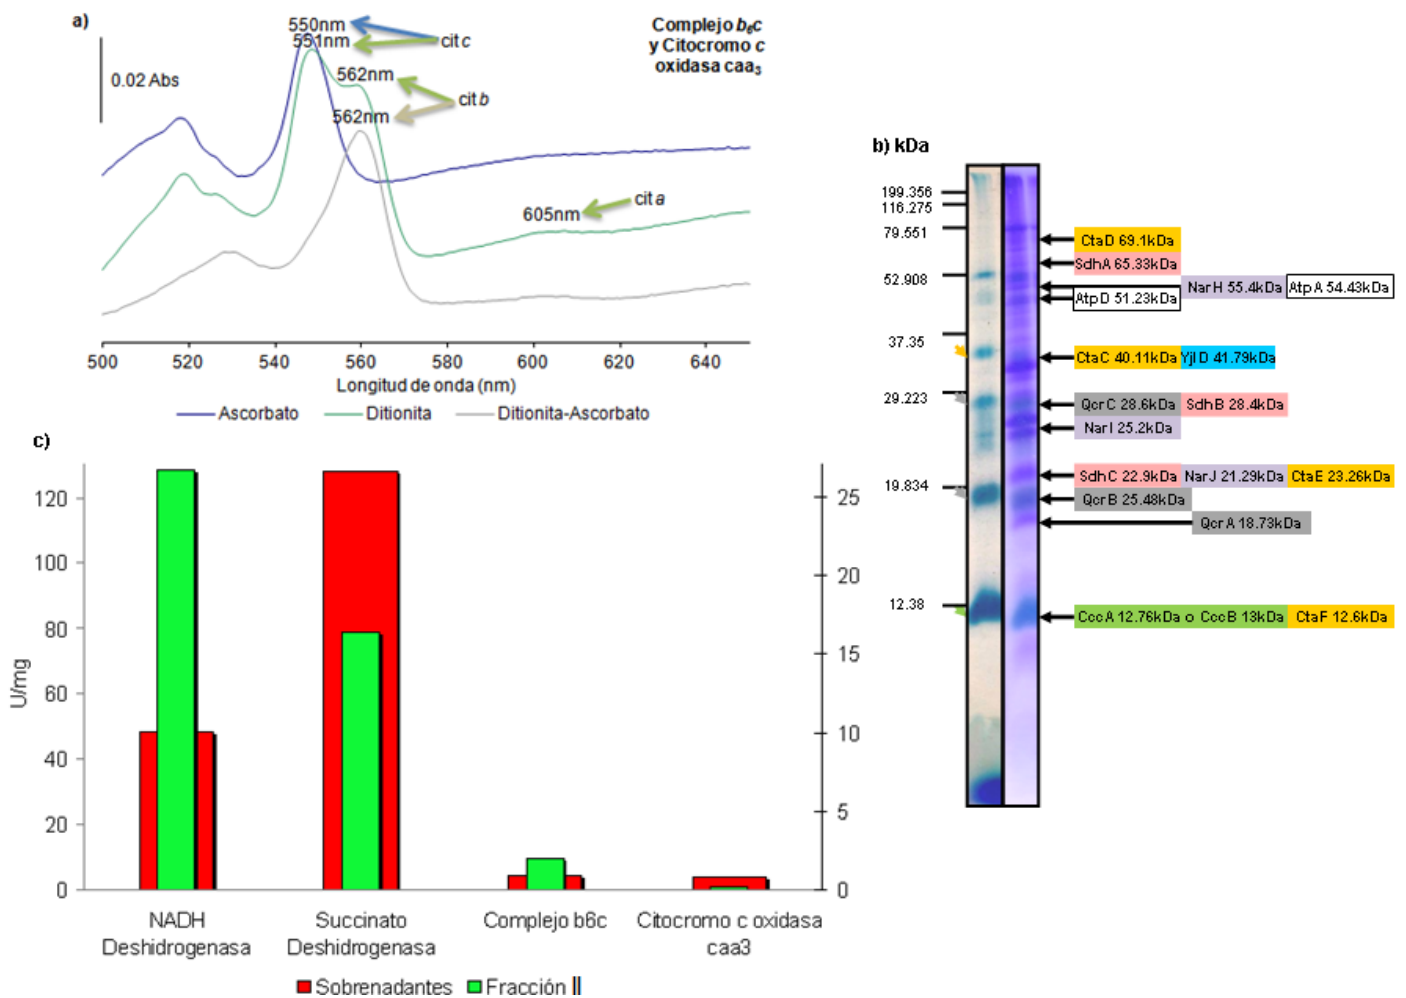 a)
Complejo b₆c
y Citocromo c
oxidasa caa₃
550nm
551nm
cit c
562nm
cit b
562nm
0.02 Abs
605nm
cit a
500 520 540 560 580 600 620 640
Longitud de onda (nm)
Ascorbato Ditionita Ditionita-Ascorbato
b) kDa
199.356
116.275
79.551
52.908
37.35
29.223
19.834
12.38
CtaD 69.1kDa
SdhA 65.33kDa
NarH 55.4kDa AtpA 54.43kDa
AtpD 51.23kDa
CtaC 40.11kDa YjlD 41.79kDa
QcrC 28.6kDa SdhB 28.4kDa
NarI 25.2kDa
SdhC 22.9kDa NarJ 21.29kDa CtaE 23.26kDa
QcrB 25.48kDa
QcrA 18.73kDa
CccA 12.76kDa o CccB 13kDa CtaF 12.6kDa
c)
U/mg
120
100
80
60
40
20
0
25
20
15
10
5
0
NADH
Deshidrogenasa
Succinato
Deshidrogenasa
Complejo b6c
Citocromo c oxidasa
caa3
Sobrenadantes Fracción II